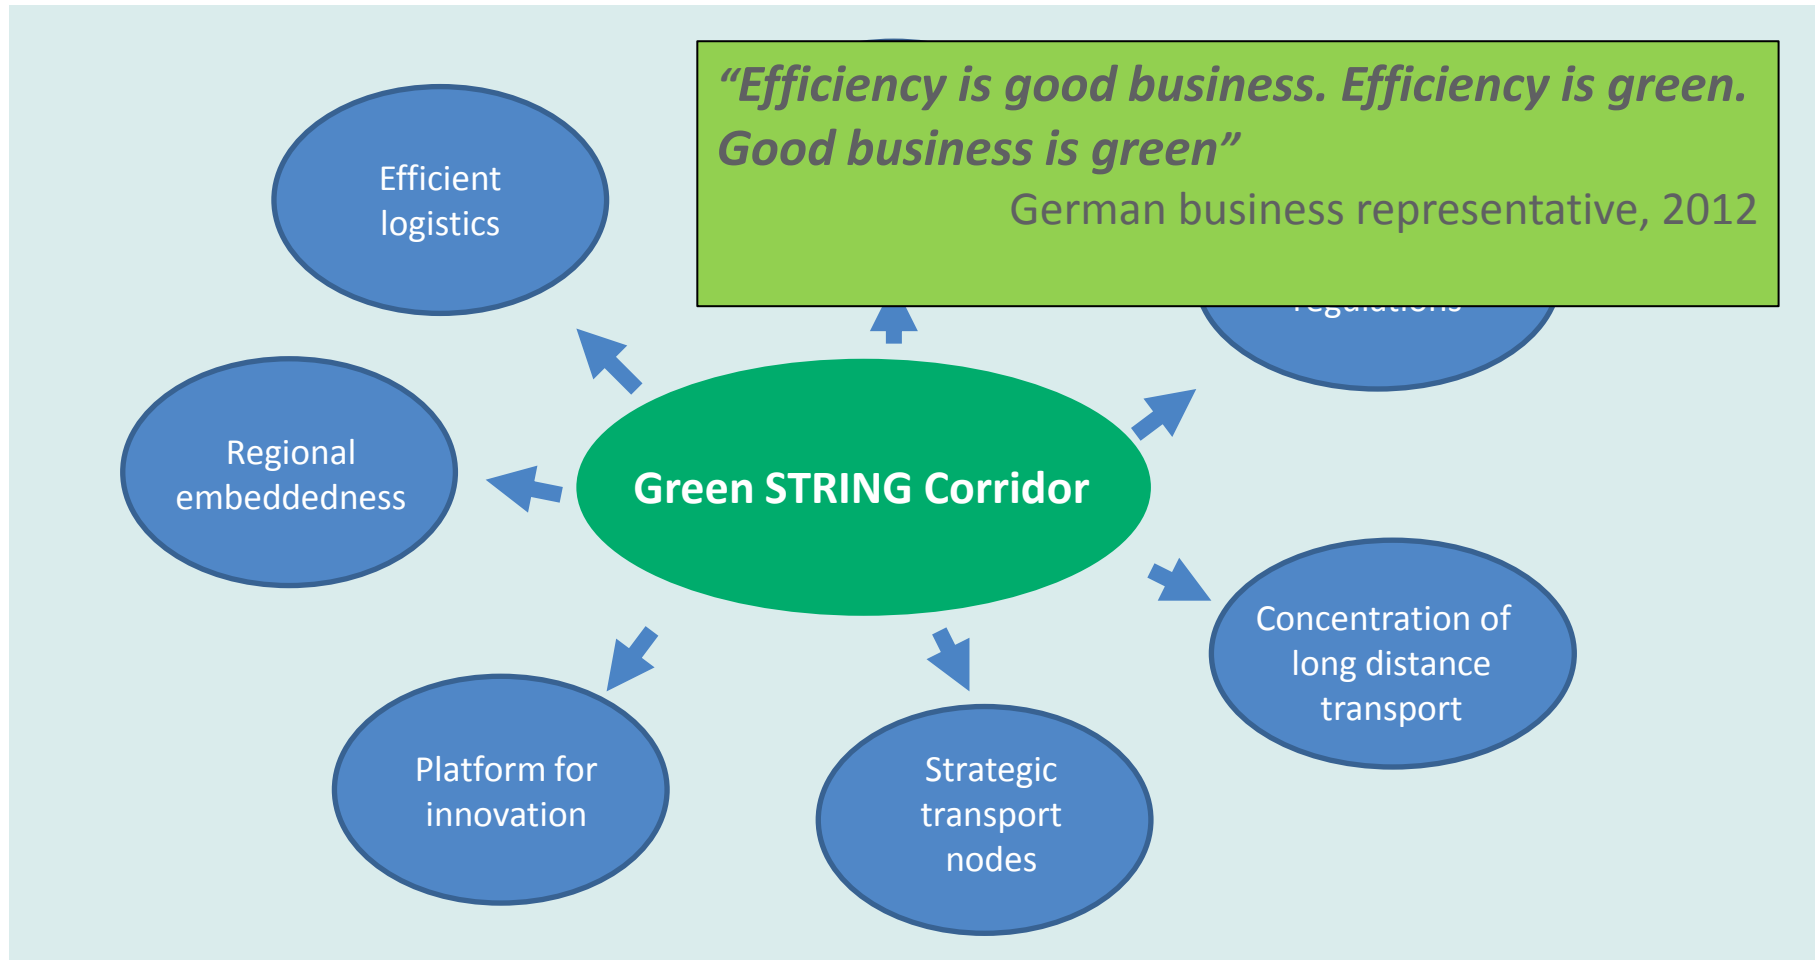 “Efficiency is good business. Efficiency is green.
Good business is green”
German business representative, 2012
Efficient
logistics
regulations
Regional
embeddedness
Green STRING Corridor
Concentration of
long distance
transport
Platform for
innovation
Strategic
transport
nodes